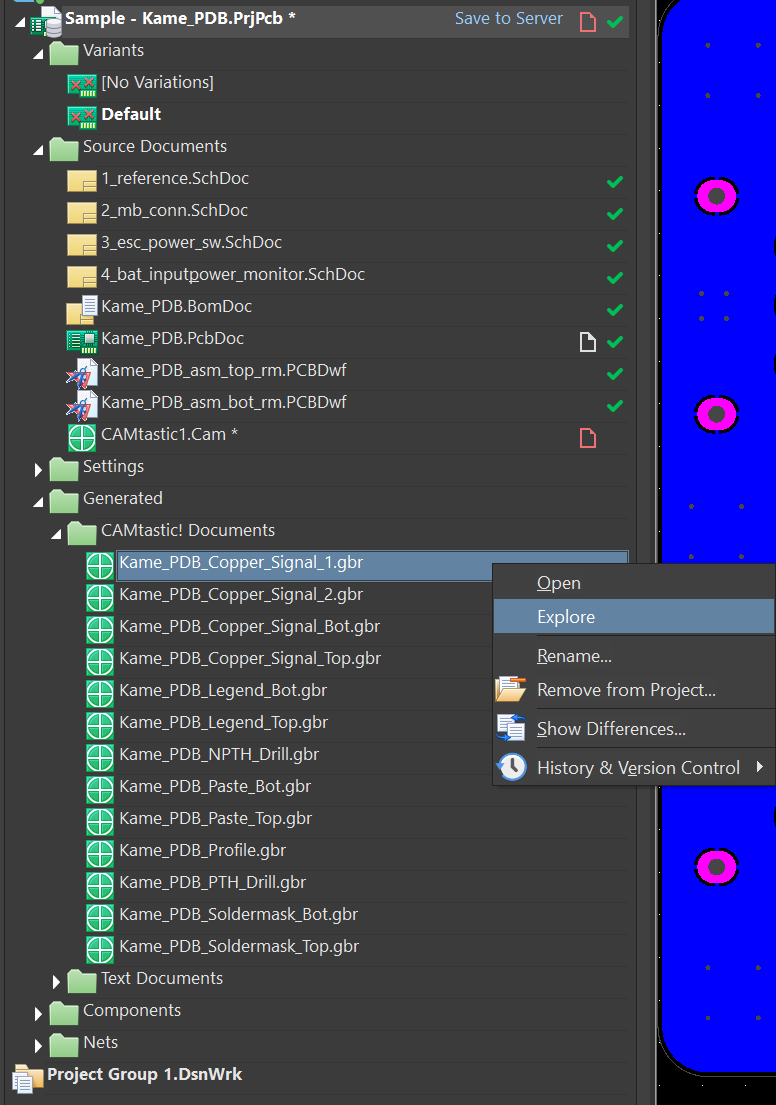 Sample - Kame_PDB.PrjPcb * Save to Server
Variants
[No Variations]
Default
Source Documents
1_reference.SchDoc
2_mb_conn.SchDoc
3_esc_power_sw.SchDoc
4_bat_inputpower_monitor.SchDoc
Kame_PDB.BomDoc
Kame_PDB.PcbDoc
Kame_PDB_asm_top_rm.PCBDwf
Kame_PDB_asm_bot_rm.PCBDwf
CAMtastic1.Cam *
Settings
Generated
CAMtastic! Documents
Kame_PDB_Copper_Signal_1.gbr
Kame_PDB_Copper_Signal_2.gbr
Kame_PDB_Copper_Signal_Bot.gbr
Kame_PDB_Copper_Signal_Top.gbr
Kame_PDB_Legend_Bot.gbr
Kame_PDB_Legend_Top.gbr
Kame_PDB_NPTH_Drill.gbr
Kame_PDB_Paste_Bot.gbr
Kame_PDB_Paste_Top.gbr
Kame_PDB_Profile.gbr
Kame_PDB_PTH_Drill.gbr
Kame_PDB_Soldermask_Bot.gbr
Kame_PDB_Soldermask_Top.gbr
Text Documents
Components
Nets
Project Group 1.DsnWrk
Open
Explore
Rename...
Remove from Project...
Show Differences...
History & Version Control